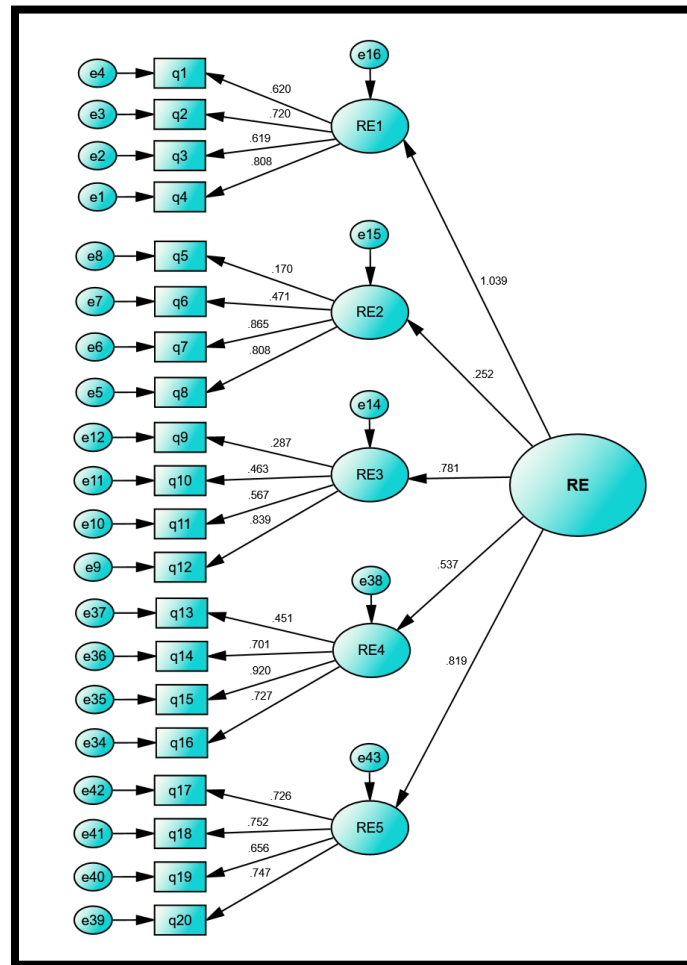 e16
e4 q1
.620
e3 q2
.720
RE1
e2 q3
.619
e1 q4
.808
e15
e8 q5
.170
1.039
e7 q6
.471
RE2
e6 q7
.865
e5 q8
.808
.252
e14
e12 q9
.287
e11 q10
.463
RE3
.781
RE
e10 q11
.567
e9 q12
.839
e38
.537
e37 q13
.451
e36 q14
.701
RE4
.819
e35 q15
.920
e34 q16
.727
e43
e42 q17
.726
e41 q18
.752
RE5
e40 q19
.656
e39 q20
.747